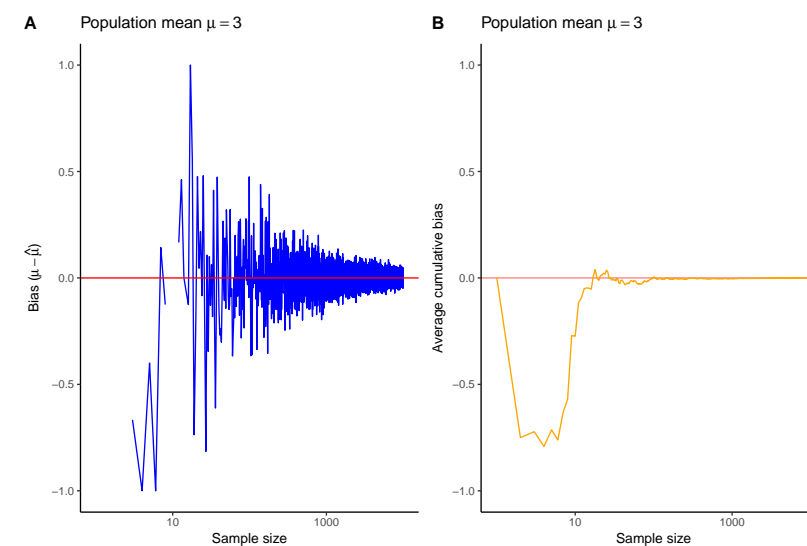 A
Population mean μ = 3
1.0
0.5
0.0
−0.5
−1.0
Bias (μ − μ̂)
10
1000
Sample size
B
Population mean μ = 3
1.0
0.5
0.0
−0.5
−1.0
Average cumulative bias
10
1000
Sample size